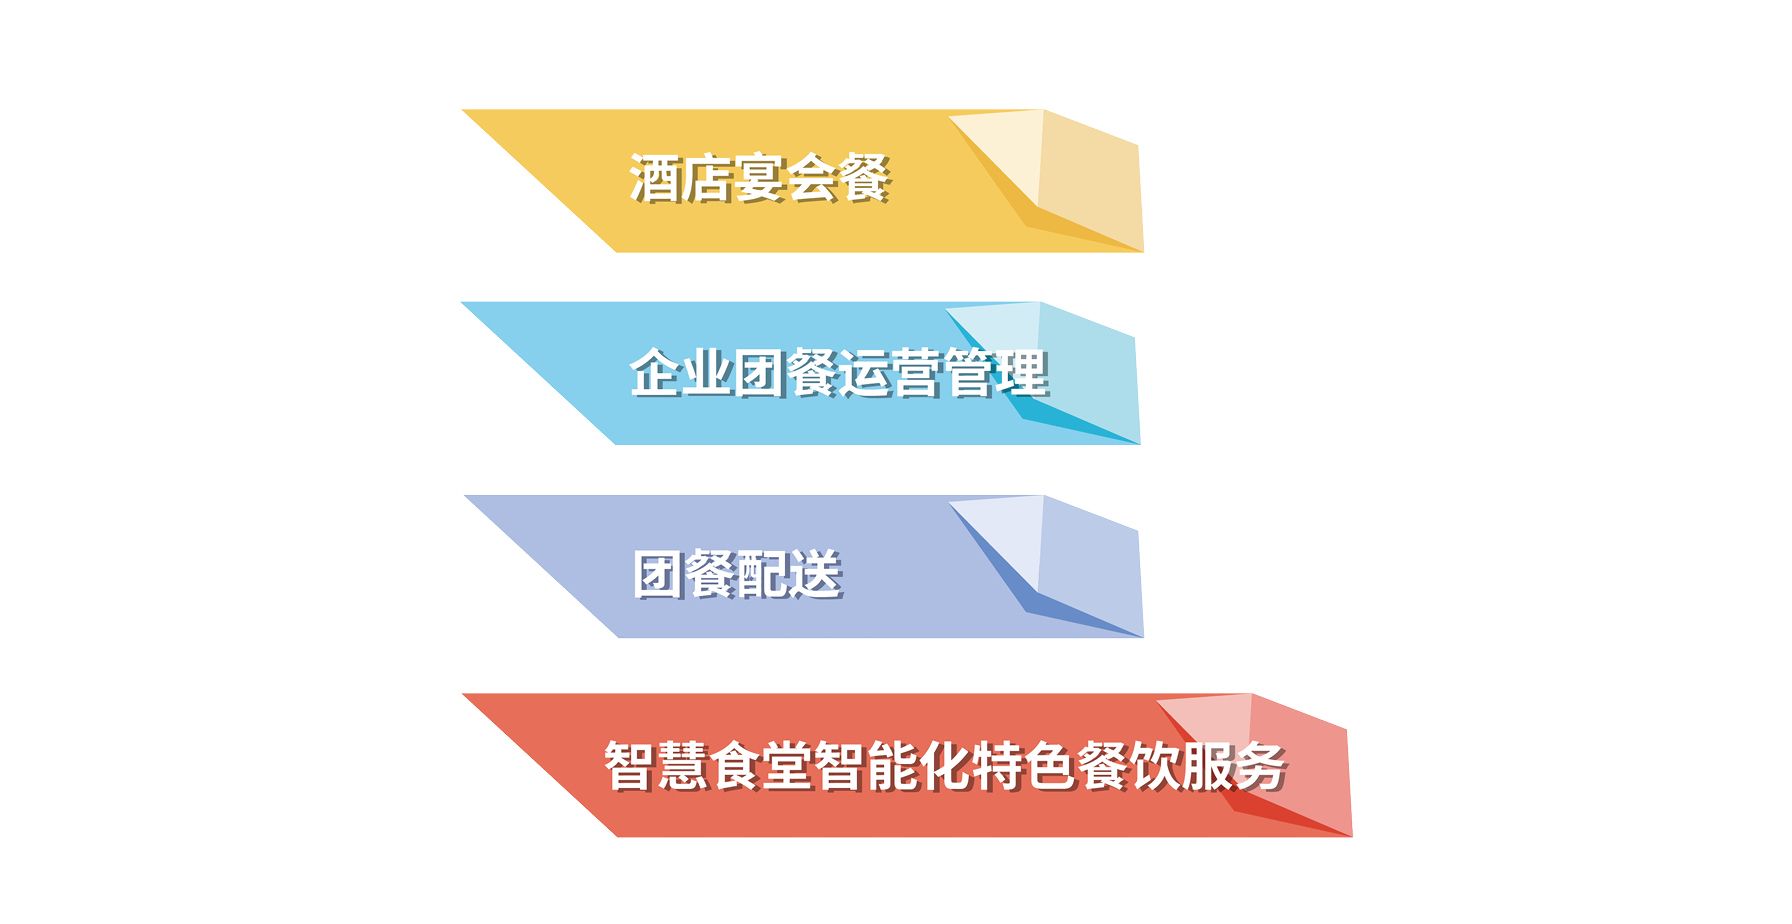 酒店宴会餐
企业团餐运营管理
团餐配送
智慧食堂智能化特色餐饮服务